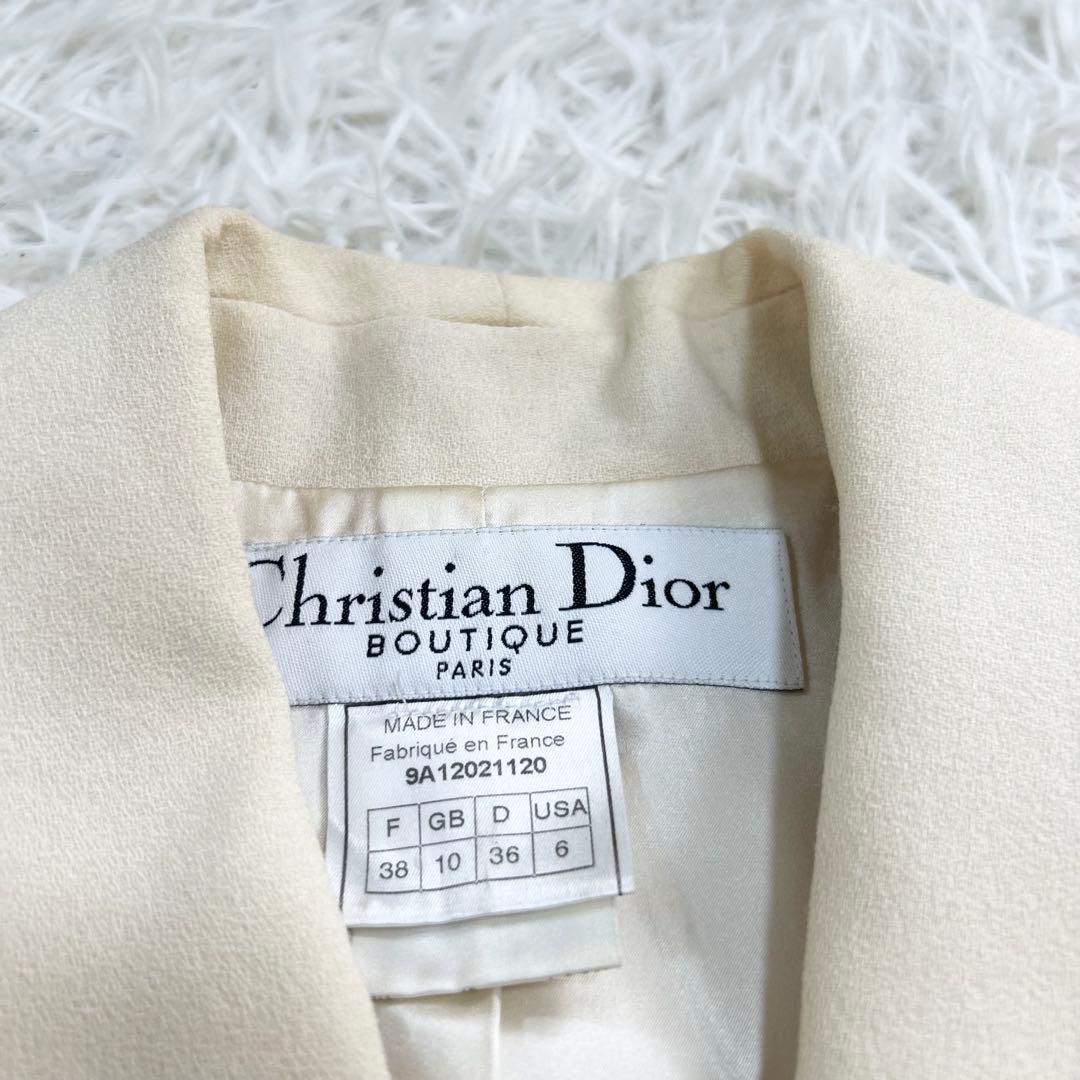 Christian Dior
BOUTIQUE
PARIS
MADE IN FRANCE
Fabriqué en France
9A12021120
F GB D USA
38 10 36 6